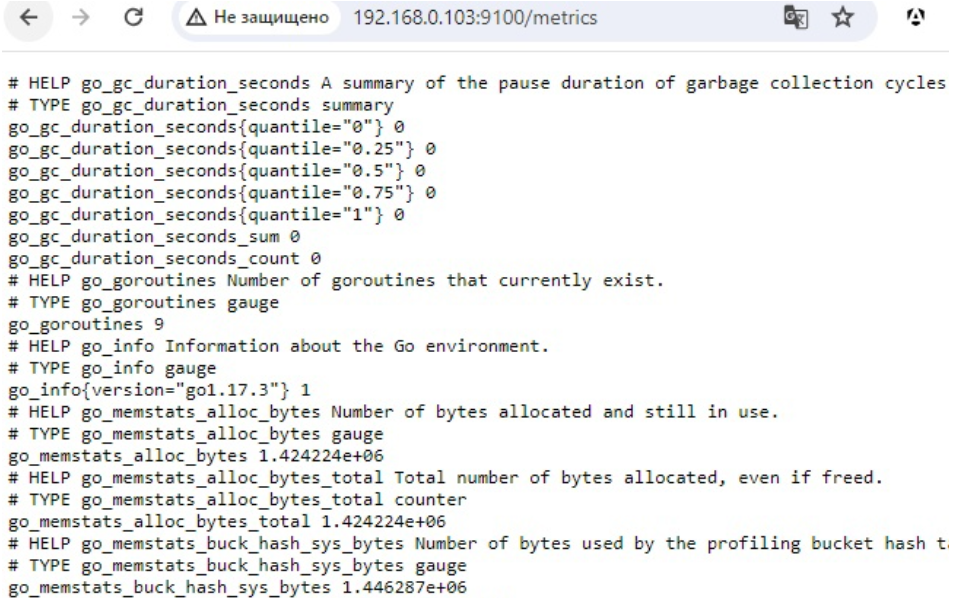 Не защищено 192.168.0.103:9100/metrics
# HELP go_gc_duration_seconds A summary of the pause duration of garbage collection cycles
# TYPE go_gc_duration_seconds summary
go_gc_duration_seconds{quantile="0"} 0
go_gc_duration_seconds{quantile="0.25"} 0
go_gc_duration_seconds{quantile="0.5"} 0
go_gc_duration_seconds{quantile="0.75"} 0
go_gc_duration_seconds{quantile="1"} 0
go_gc_duration_seconds_sum 0
go_gc_duration_seconds_count 0
# HELP go_goroutines Number of goroutines that currently exist.
# TYPE go_goroutines gauge
go_goroutines 9
# HELP go_info Information about the Go environment.
# TYPE go_info gauge
go_info{version="go1.17.3"} 1
# HELP go_memstats_alloc_bytes Number of bytes allocated and still in use.
# TYPE go_memstats_alloc_bytes gauge
go_memstats_alloc_bytes 1.424224e+06
# HELP go_memstats_alloc_bytes_total Total number of bytes allocated, even if freed.
# TYPE go_memstats_alloc_bytes_total counter
go_memstats_alloc_bytes_total 1.424224e+06
# HELP go_memstats_buck_hash_sys_bytes Number of bytes used by the profiling bucket hash
# TYPE go_memstats_buck_hash_sys_bytes gauge
go_memstats_buck_hash_sys_bytes 1.446287e+06